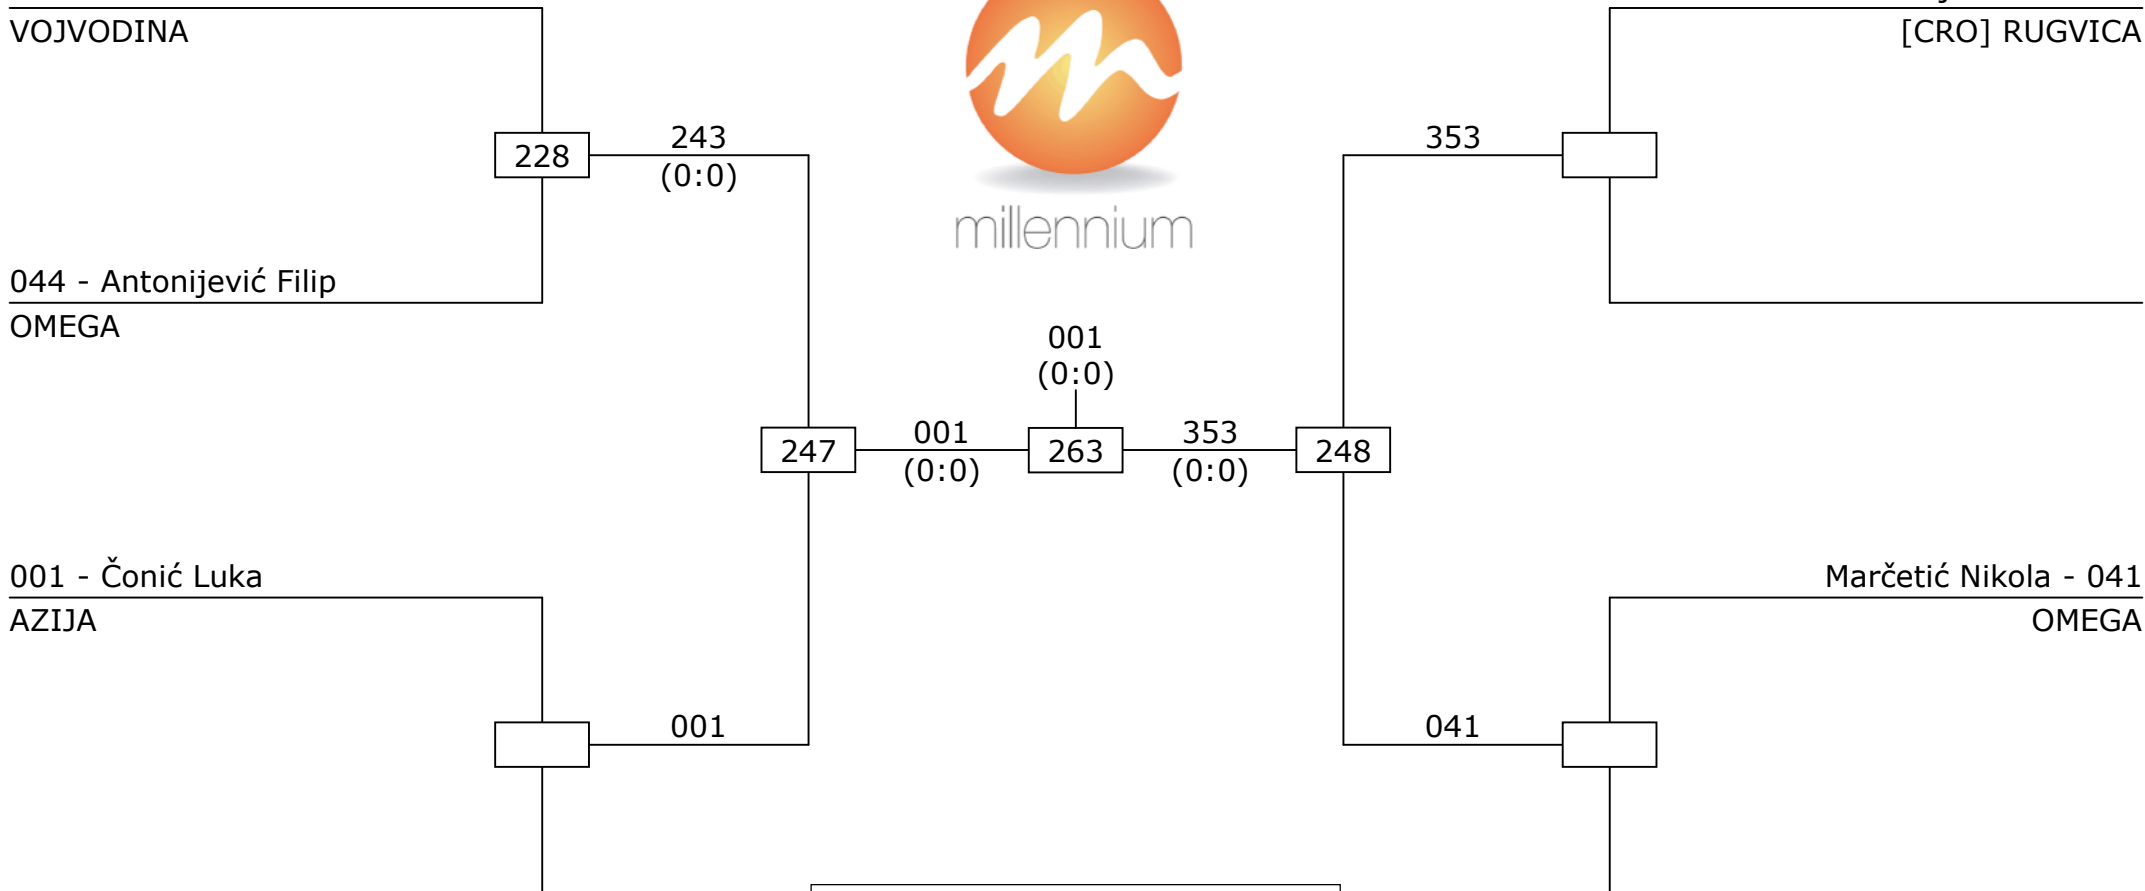 VOJVODINA
[CRO] RUGVICA
243
353
228
(0:0)
millennium
044 - Antonijević Filip
OMEGA
001
(0:0)
001
353
247
263
248
(0:0)
(0:0)
001 - Čonić Luka
Marčetić Nikola - 041
AZIJA
OMEGA
001
041